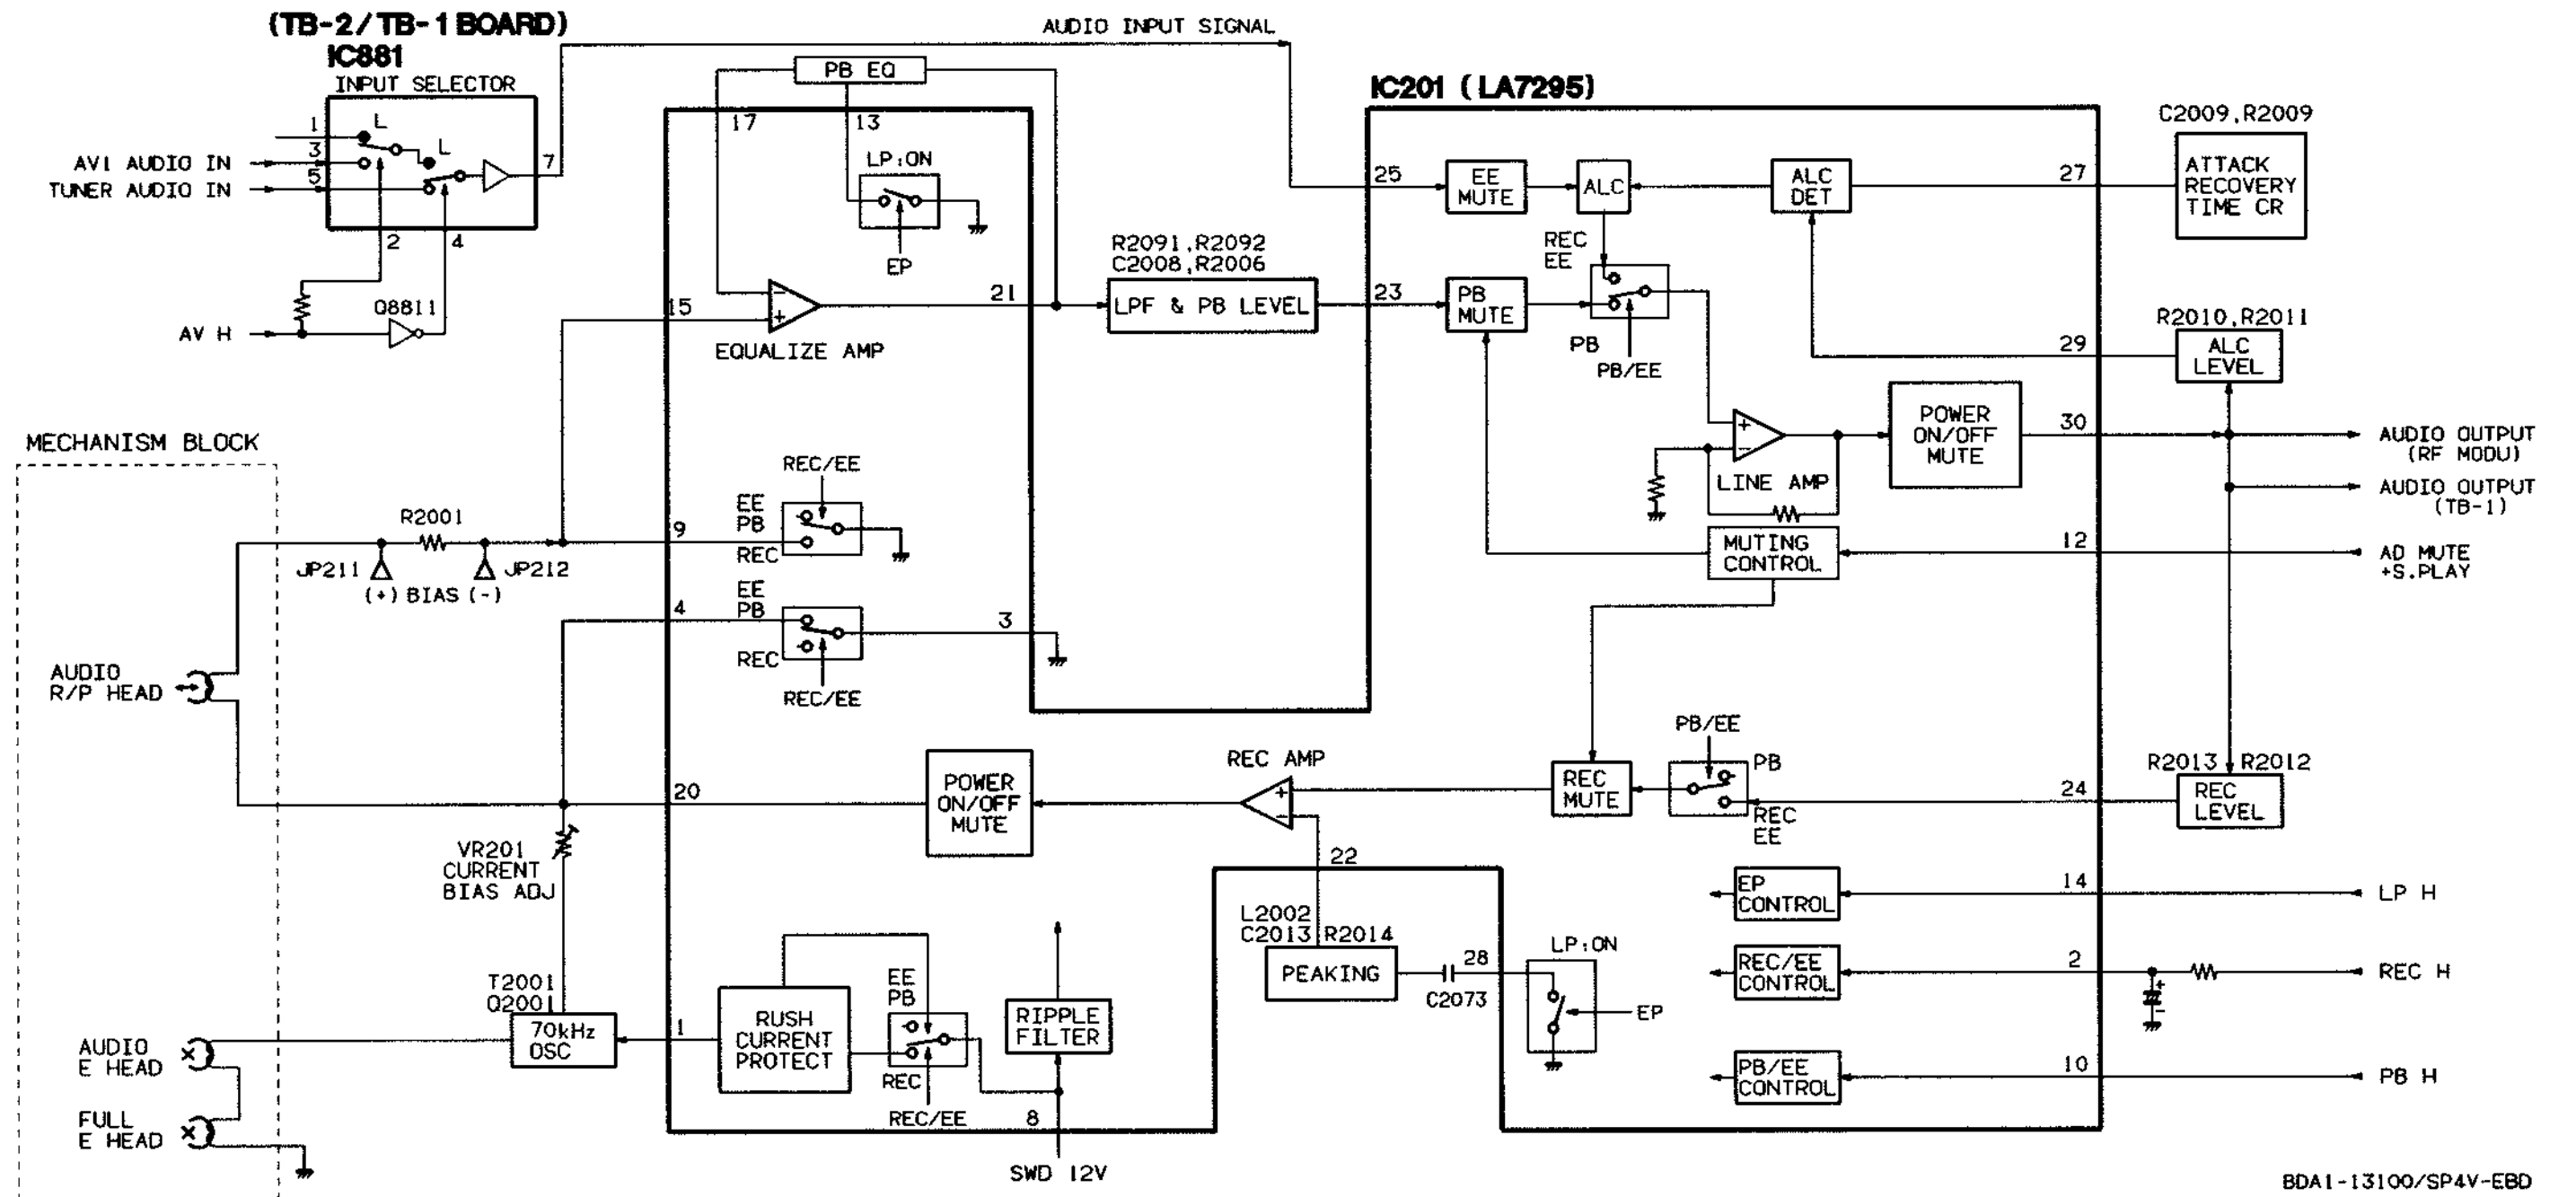 (TB-2/TB-1 BOARD)
IC881
INPUT SELECTOR
AUDIO INPUT SIGNAL
1
L
3
L
5
7
AV1 AUDIO IN
TUNER AUDIO IN
2
4
Q8811
AV H
PB EQ
17
13
LP:ON
EP
15
21
EQUALIZE AMP
R2091,R2092
C2008,R2006
LPF & PB LEVEL
IC201 (LA7295)
25
EE
MUTE
ALC
ALC
DET
27
C2009,R2009
ATTACK
RECOVERY
TIME CR
REC
EE
23
PB
MUTE
PB
PB/EE
29
R2010,R2011
ALC
LEVEL
LINE AMP
POWER
ON/OFF
MUTE
30
AUDIO OUTPUT
(RF MODU)
AUDIO OUTPUT
(TB-1)
MUTING
CONTROL
12
AD MUTE
+S.PLAY
MECHANISM BLOCK
R2001
JP211
JP212
(+) BIAS (-)
REC/EE
EE
PB
9
REC
EE
PB
4
3
REC
REC/EE
AUDIO
R/P HEAD
20
POWER
ON/OFF
MUTE
REC AMP
REC
MUTE
PB/EE
PB
REC
EE
24
R2013
R2012
REC
LEVEL
VR201
CURRENT
BIAS ADJ
22
L2002
C2013
R2014
PEAKING
28
C2073
LP:ON
EP
EP
CONTROL
14
LP H
REC/EE
CONTROL
2
+
-
REC H
PB/EE
CONTROL
10
PB H
T2001
Q2001
70kHz
OSC
1
RUSH
CURRENT
PROTECT
EE
PB
REC
REC/EE
RIPPLE
FILTER
8
SWD 12V
AUDIO
E HEAD
FULL
E HEAD
BDA1-13100/SP4V-EBD